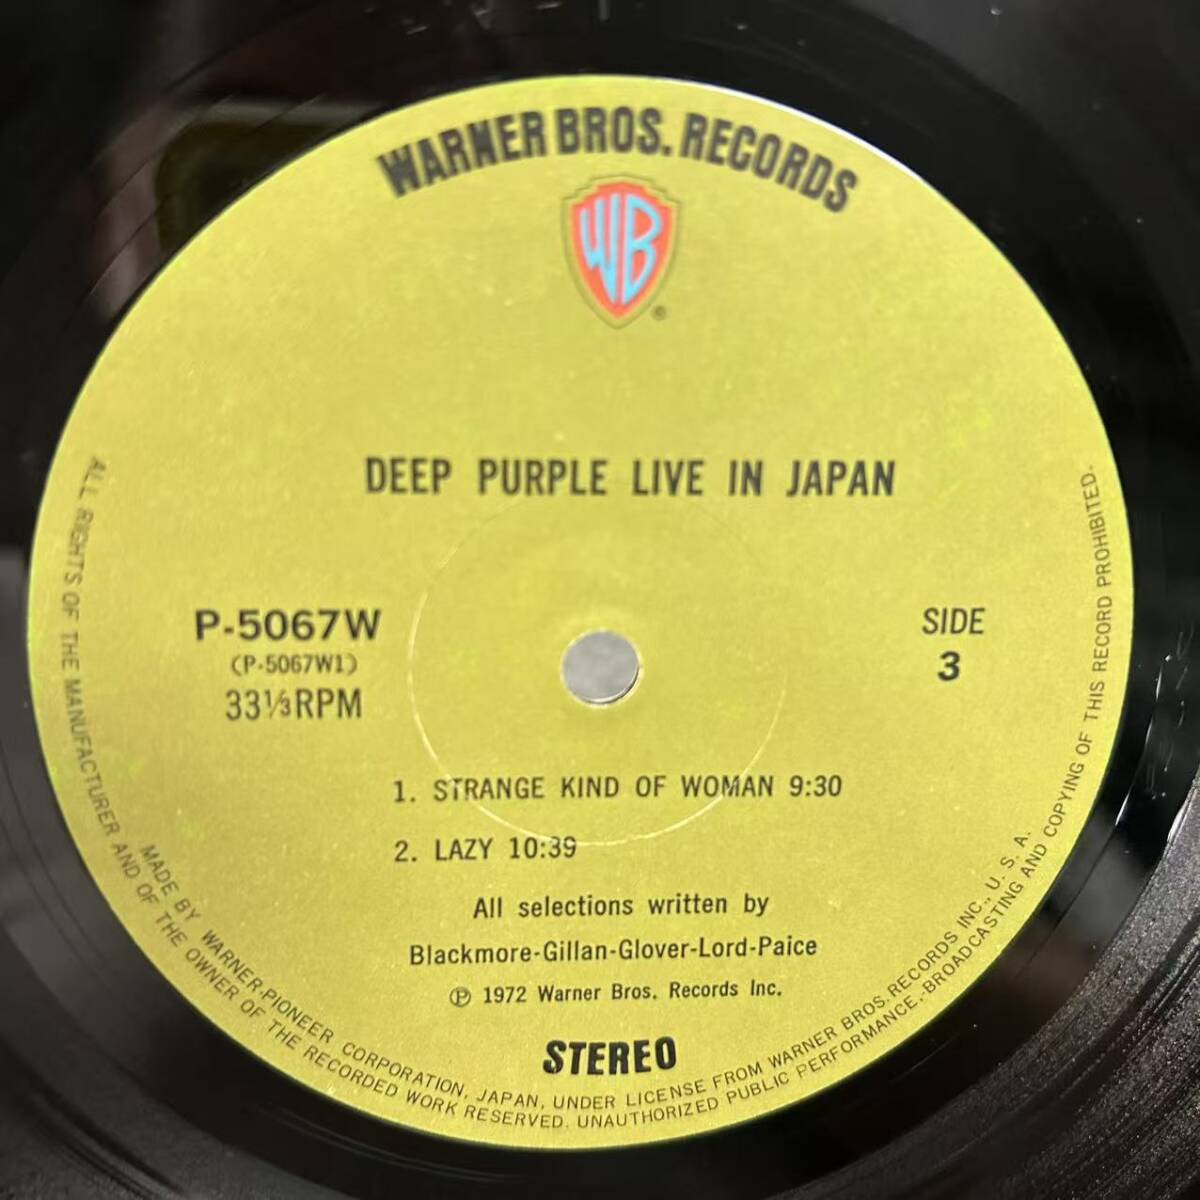 WARNER BROS. RECORDS
WB
®
DEEP PURPLE LIVE IN JAPAN
P-5067W
(P-5067W1)
33⅓RPM
SIDE
3
1. STRANGE KIND OF WOMAN 9:30
2. LAZY 10:39
All selections written by
Blackmore-Gillan-Glover-Lord-Paice
℗ 1972 Warner Bros. Records Inc.
STEREO
MADE BY WARNER-PIONEER CORPORATION, JAPAN, UNDER LICENSE FROM WARNER BROS. RECORDS INC., U. S. A.
ALL RIGHTS OF THE MANUFACTURER AND OF THE OWNER OF THE RECORDED WORK RESERVED. UNAUTHORIZED PUBLIC PERFORMANCE,-BROADCASTING AND COPYING OF THIS RECORD PROHIBITED.